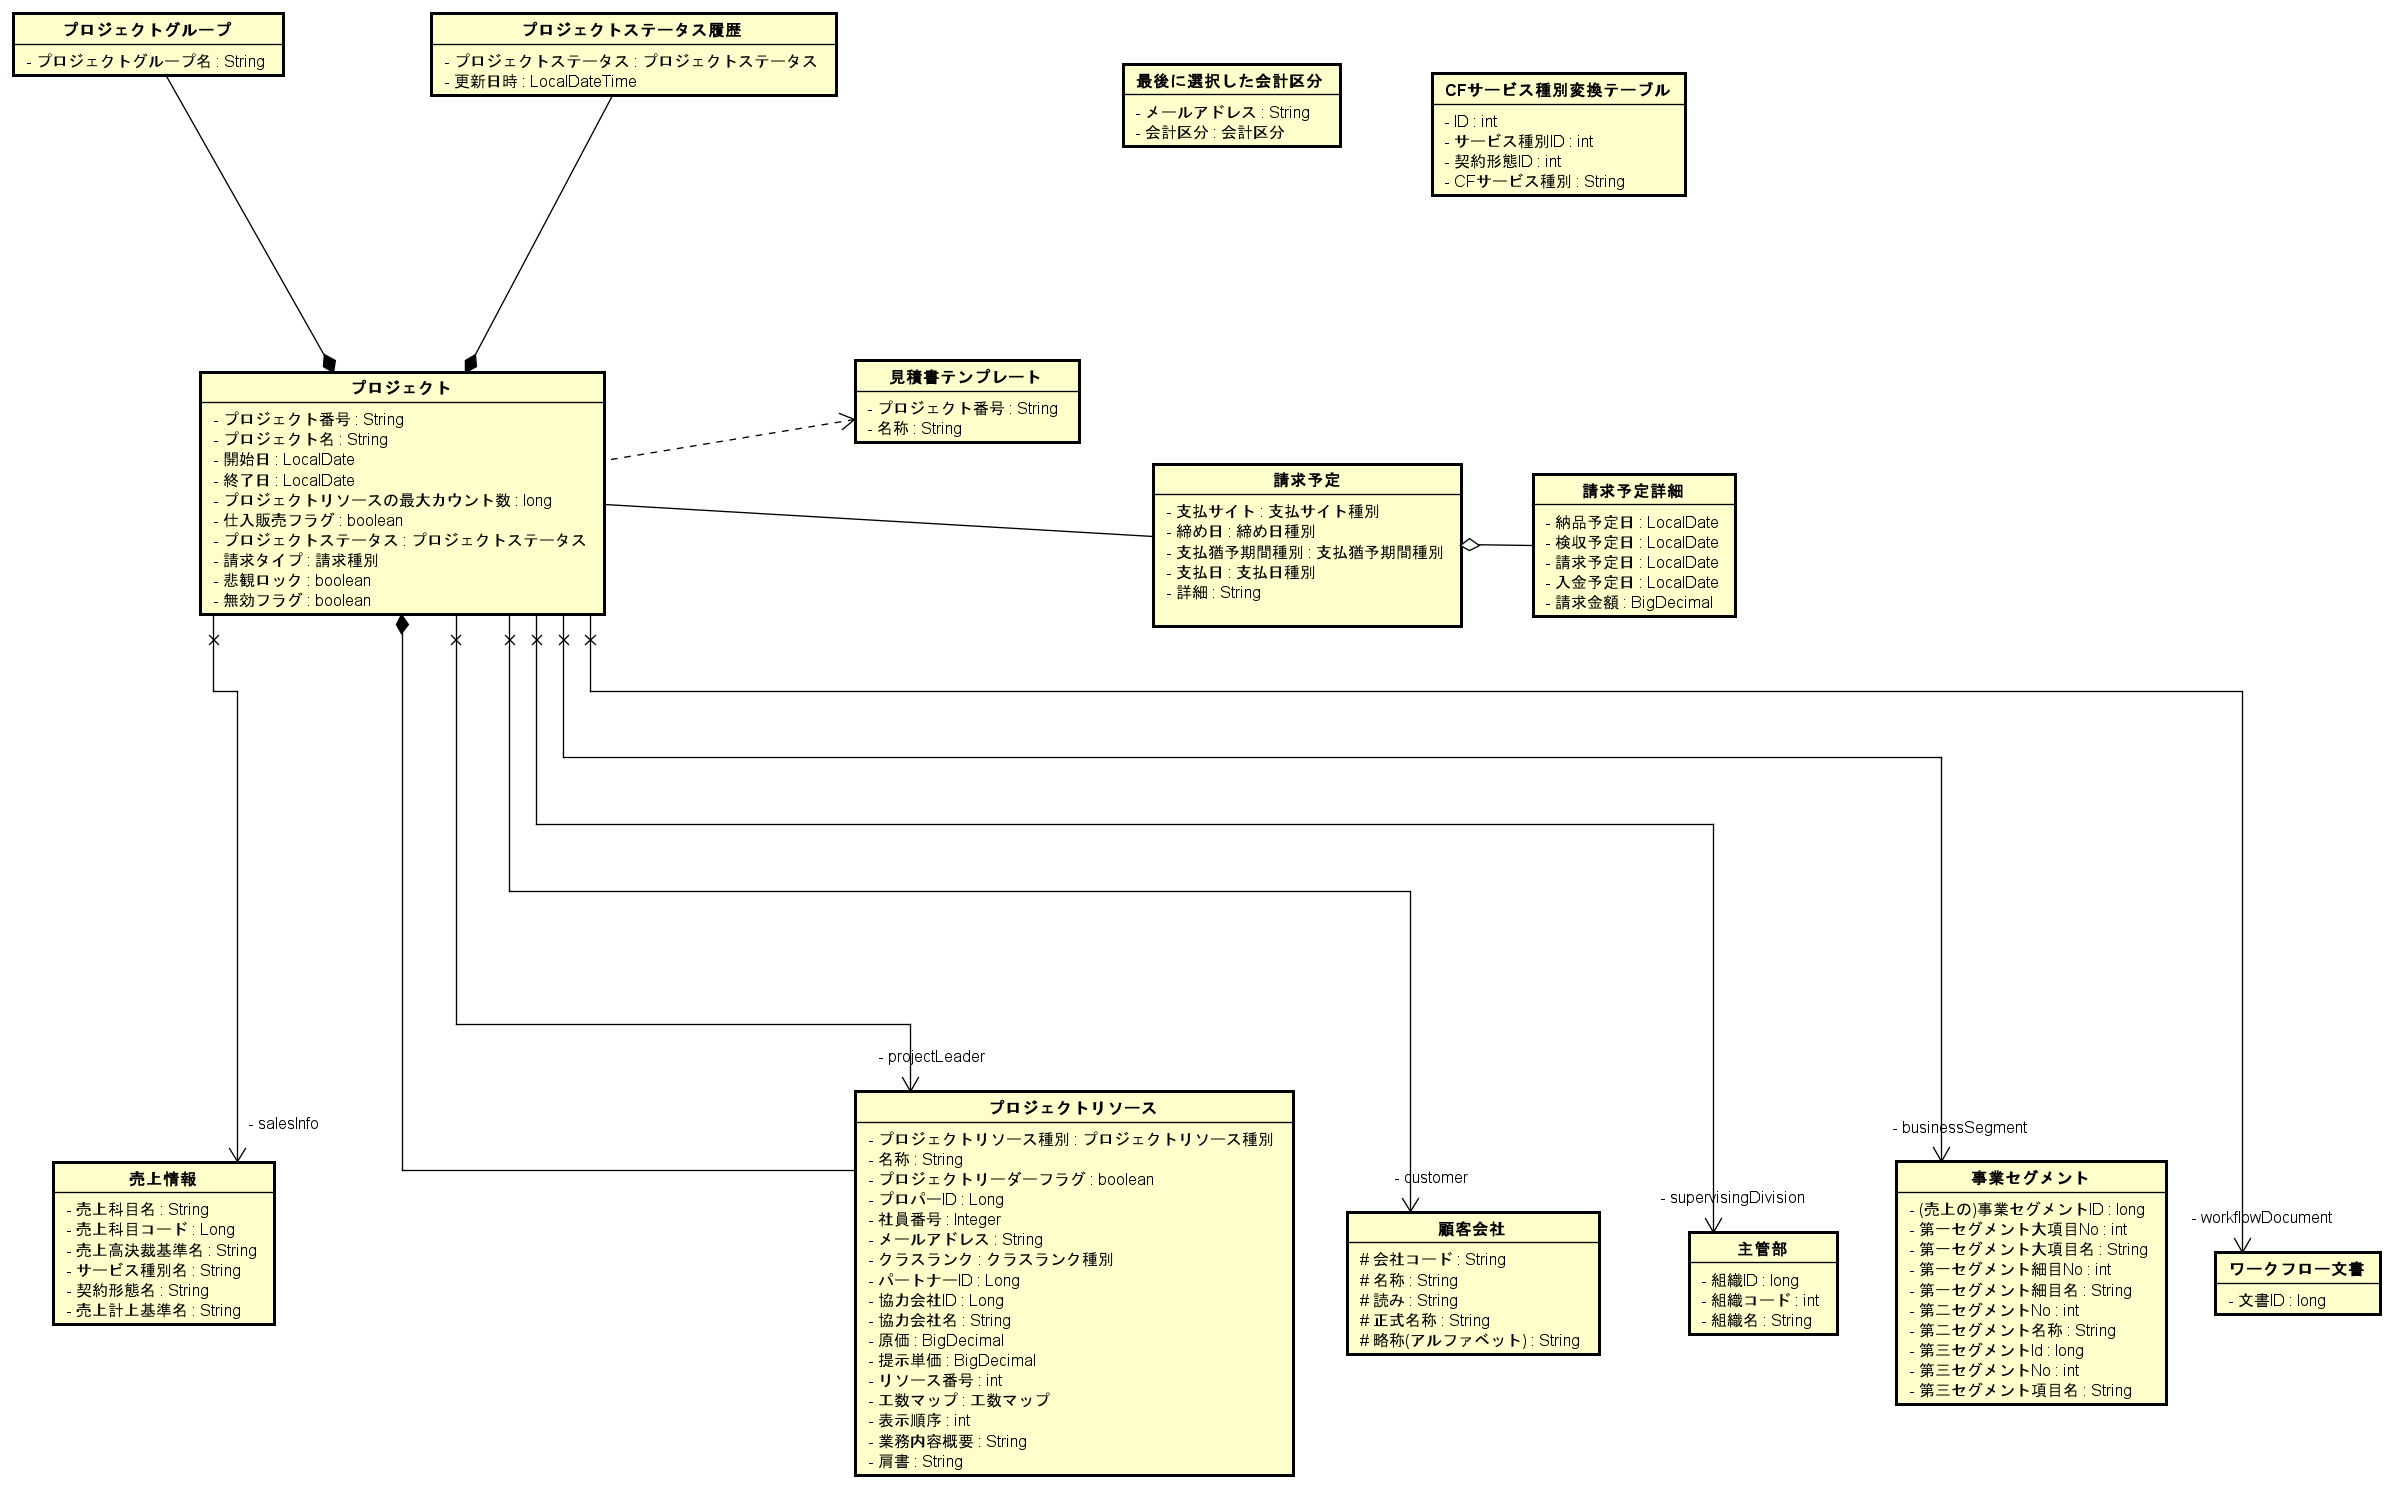 プロジェクトグループ
- プロジェクトグループ名 : String
プロジェクトステータス履歴
- プロジェクトステータス : プロジェクトステータス
- 更新日時 : LocalDateTime
最後に選択した会計区分
- メールアドレス : String
- 会計区分 : 会計区分
CFサービス種別変換テーブル
- ID : int
- サービス種別ID : int
- 契約形態ID : int
- CFサービス種別 : String
プロジェクト
- プロジェクト番号 : String
- プロジェクト名 : String
- 開始日 : LocalDate
- 終了日 : LocalDate
- プロジェクトリソースの最大カウント数 : long
- 仕入販売フラグ : boolean
- プロジェクトステータス : プロジェクトステータス
- 請求タイプ : 請求種別
- 悲観ロック : boolean
- 無効フラグ : boolean
見積書テンプレート
- プロジェクト番号 : String
- 名称 : String
請求予定
- 支払サイト : 支払サイト種別
- 締め日 : 締め日種別
- 支払猶予期間種別 : 支払猶予期間種別
- 支払日 : 支払日種別
- 詳細 : String
請求予定詳細
- 納品予定日 : LocalDate
- 検収予定日 : LocalDate
- 請求予定日 : LocalDate
- 入金予定日 : LocalDate
- 請求金額 : BigDecimal
- salesInfo
売上情報
- 売上科目名 : String
- 売上科目コード : Long
- 売上高決裁基準名 : String
- サービス種別名 : String
- 契約形態名 : String
- 売上計上基準名 : String
- projectLeader
プロジェクトリソース
- プロジェクトリソース種別 : プロジェクトリソース種別
- 名称 : String
- プロジェクトリーダーフラグ : boolean
- プロパーID : Long
- 社員番号 : Integer
- メールアドレス : String
- クラスランク : クラスランク種別
- パートナーID : Long
- 協力会社ID : Long
- 協力会社名 : String
- 原価 : BigDecimal
- 提示単価 : BigDecimal
- リソース番号 : int
- 工数マップ : 工数マップ
- 表示順序 : int
- 業務内容概要 : String
- 肩書 : String
- customer
顧客会社
# 会社コード : String
# 名称 : String
# 読み : String
# 正式名称 : String
# 略称(アルファベット) : String
- supervisingDivision
主管部
- 組織ID : long
- 組織コード : int
- 組織名 : String
- businessSegment
事業セグメント
- (売上の)事業セグメントID : long
- 第一セグメント大項目No : int
- 第一セグメント大項目名 : String
- 第一セグメント細目No : int
- 第一セグメント細目名 : String
- 第二セグメントNo : int
- 第二セグメント名称 : String
- 第三セグメントId : long
- 第三セグメントNo : int
- 第三セグメント項目名 : String
- workflowDocument
ワークフロー文書
- 文書ID : long